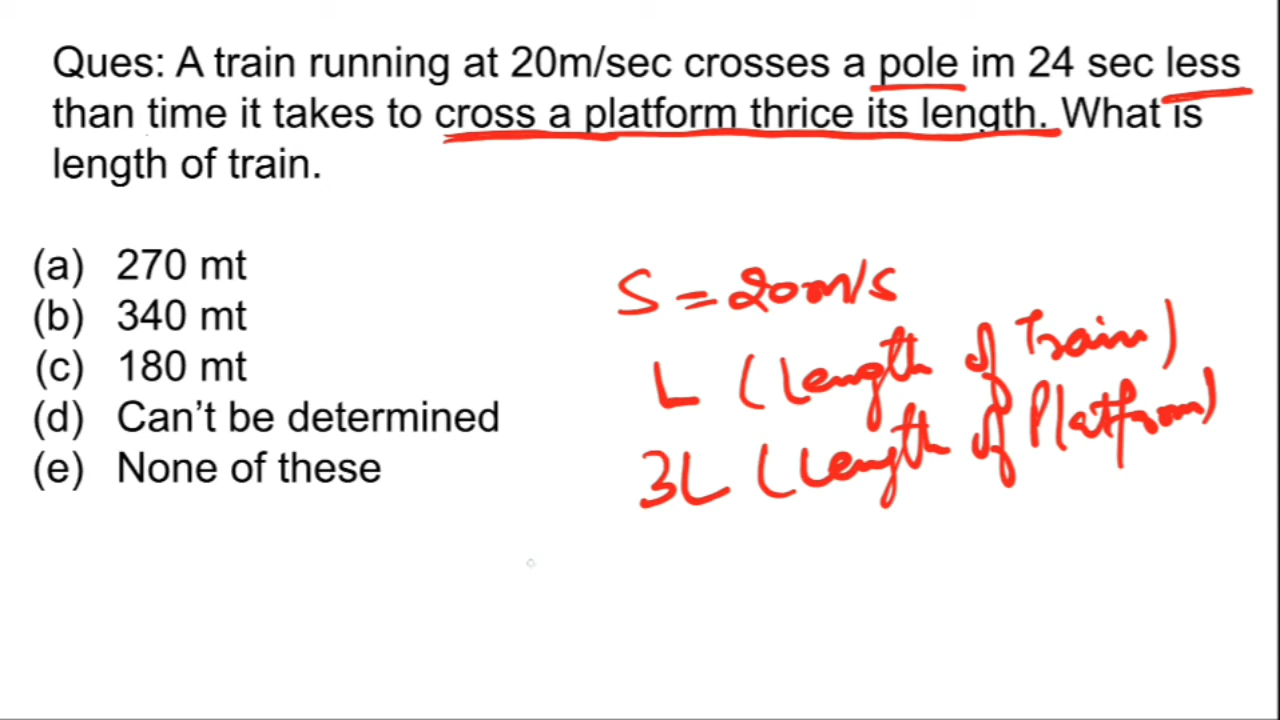 Ques: A train running at 20m/sec crosses a pole im 24 sec less
than time it takes to cross a platform thrice its length. What is
length of train.
(a) 270 mt
(b) 340 mt
(c) 180 mt
(d) Can't be determined
(e) None of these
S = 20m/s
L (Length of Train)
3L (Length of Platform)